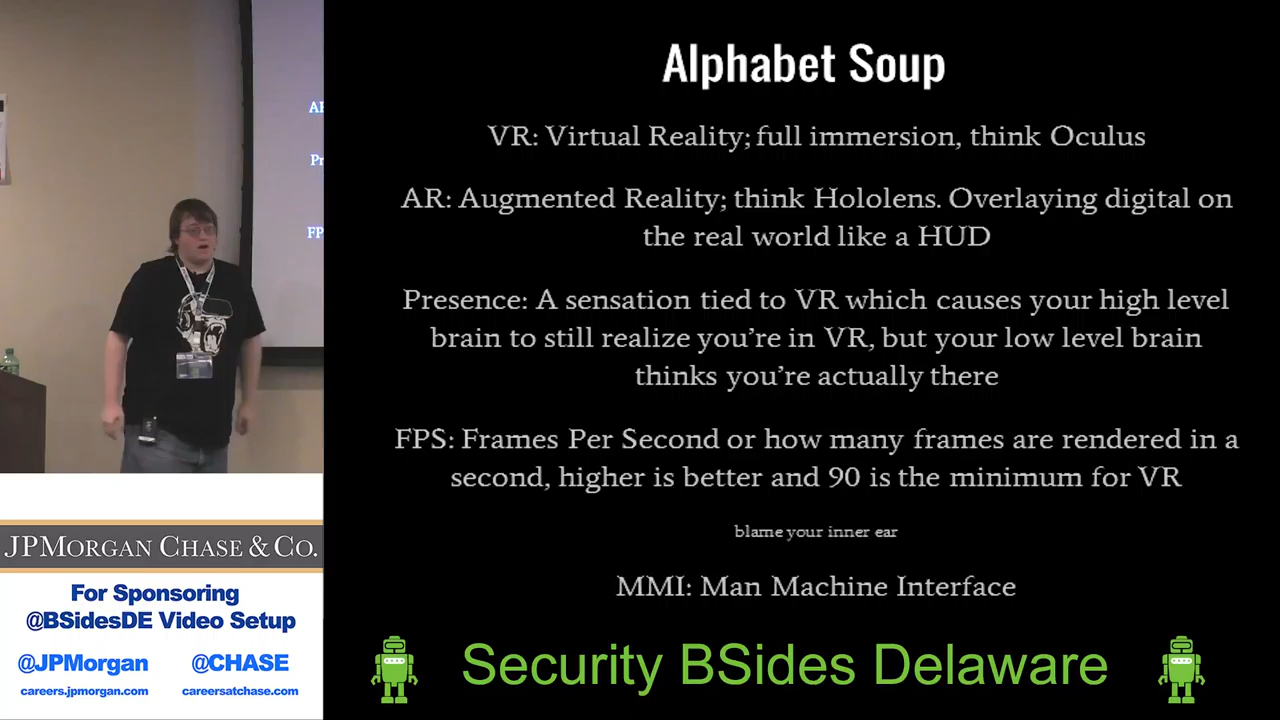 Alphabet Soup
VR: Virtual Reality; full immersion, think Oculus
AR: Augmented Reality; think Hololens. Overlaying digital on
the real world like a HUD
Presence: A sensation tied to VR which causes your high level
brain to still realize you're in VR, but your low level brain
thinks you're actually there
FPS: Frames Per Second or how many frames are rendered in a
second, higher is better and 90 is the minimum for VR
blame your inner ear
MMI: Man Machine Interface
Security BSides Delaware
AR
Pr
FP
JPMORGAN CHASE & CO.
For Sponsoring
@BSidesDE Video Setup
@JPMorgan @CHASE
careers.jpmorgan.com careersatchase.com